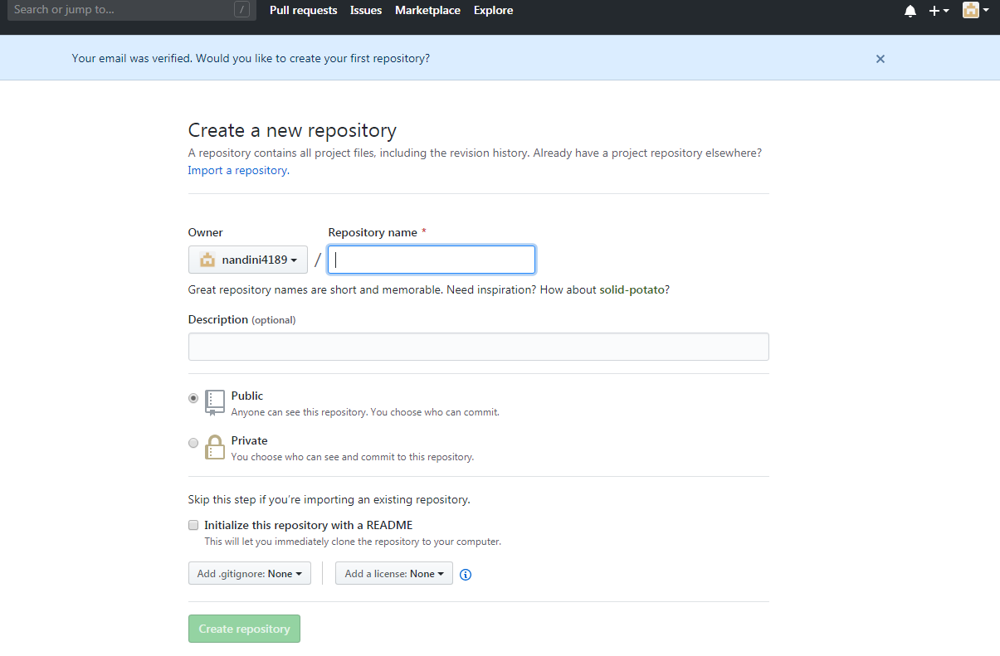 Search or jump to... / Pull requests Issues Marketplace Explore
Your email was verified. Would you like to create your first repository?
Create a new repository
A repository contains all project files, including the revision history. Already have a project repository elsewhere?
Import a repository.
Owner Repository name *
nandini4189 /
Great repository names are short and memorable. Need inspiration? How about solid-potato?
Description (optional)
Public
Anyone can see this repository. You choose who can commit.
Private
You choose who can see and commit to this repository.
Skip this step if you're importing an existing repository.
Initialize this repository with a README
This will let you immediately clone the repository to your computer.
Add .gitignore: None Add a license: None
Create repository